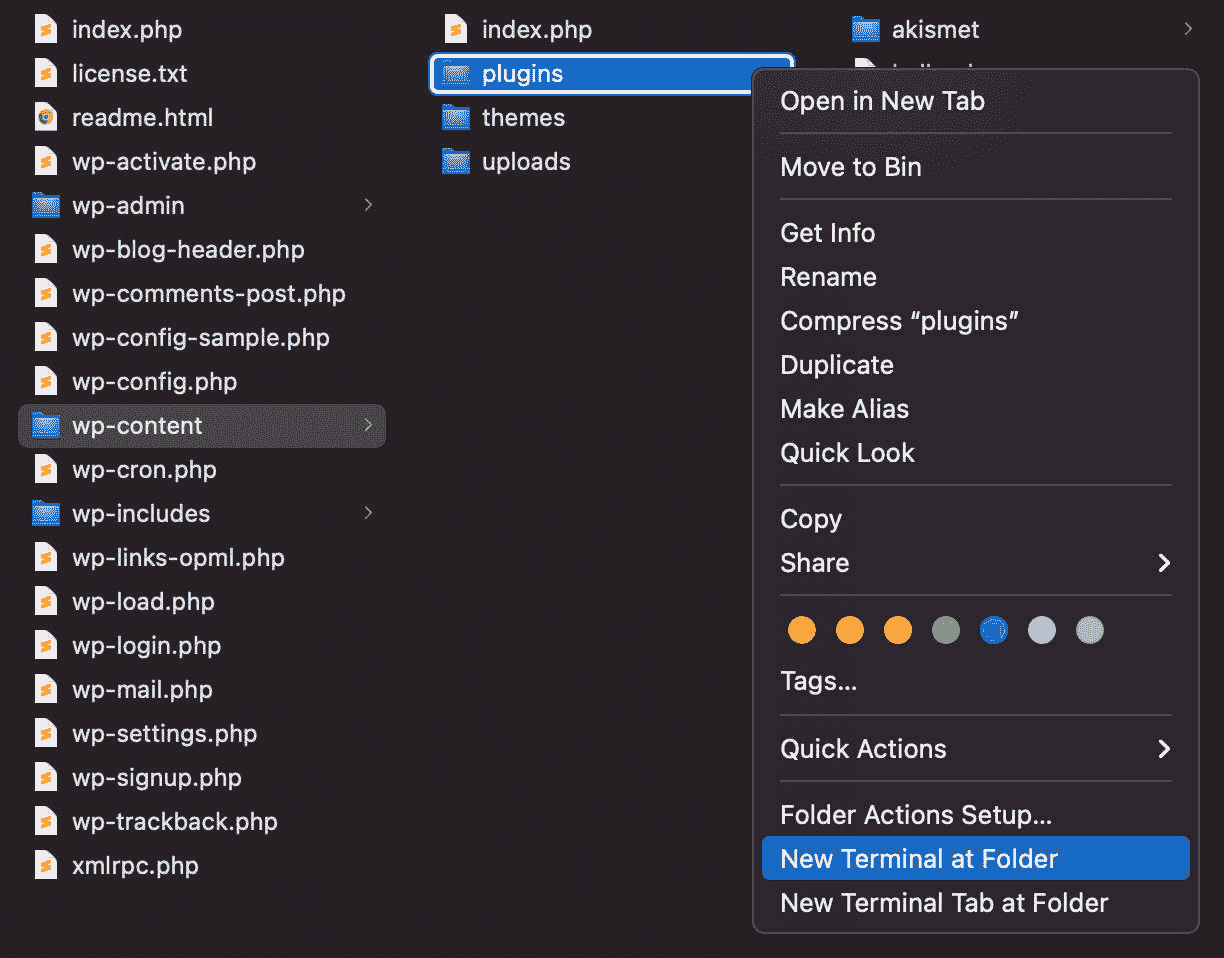 index.php
license.txt
readme.html
wp-activate.php
wp-admin
wp-blog-header.php
wp-comments-post.php
wp-config-sample.php
wp-config.php
wp-content
wp-cron.php
wp-includes
wp-links-opml.php
wp-load.php
wp-login.php
wp-mail.php
wp-settings.php
wp-signup.php
wp-trackback.php
xmlrpc.php
index.php
plugins
themes
uploads
akismet
Open in New Tab
Move to Bin
Get Info
Rename
Compress “plugins”
Duplicate
Make Alias
Quick Look
Copy
Share
Tags...
Quick Actions
Folder Actions Setup...
New Terminal at Folder
New Terminal Tab at Folder